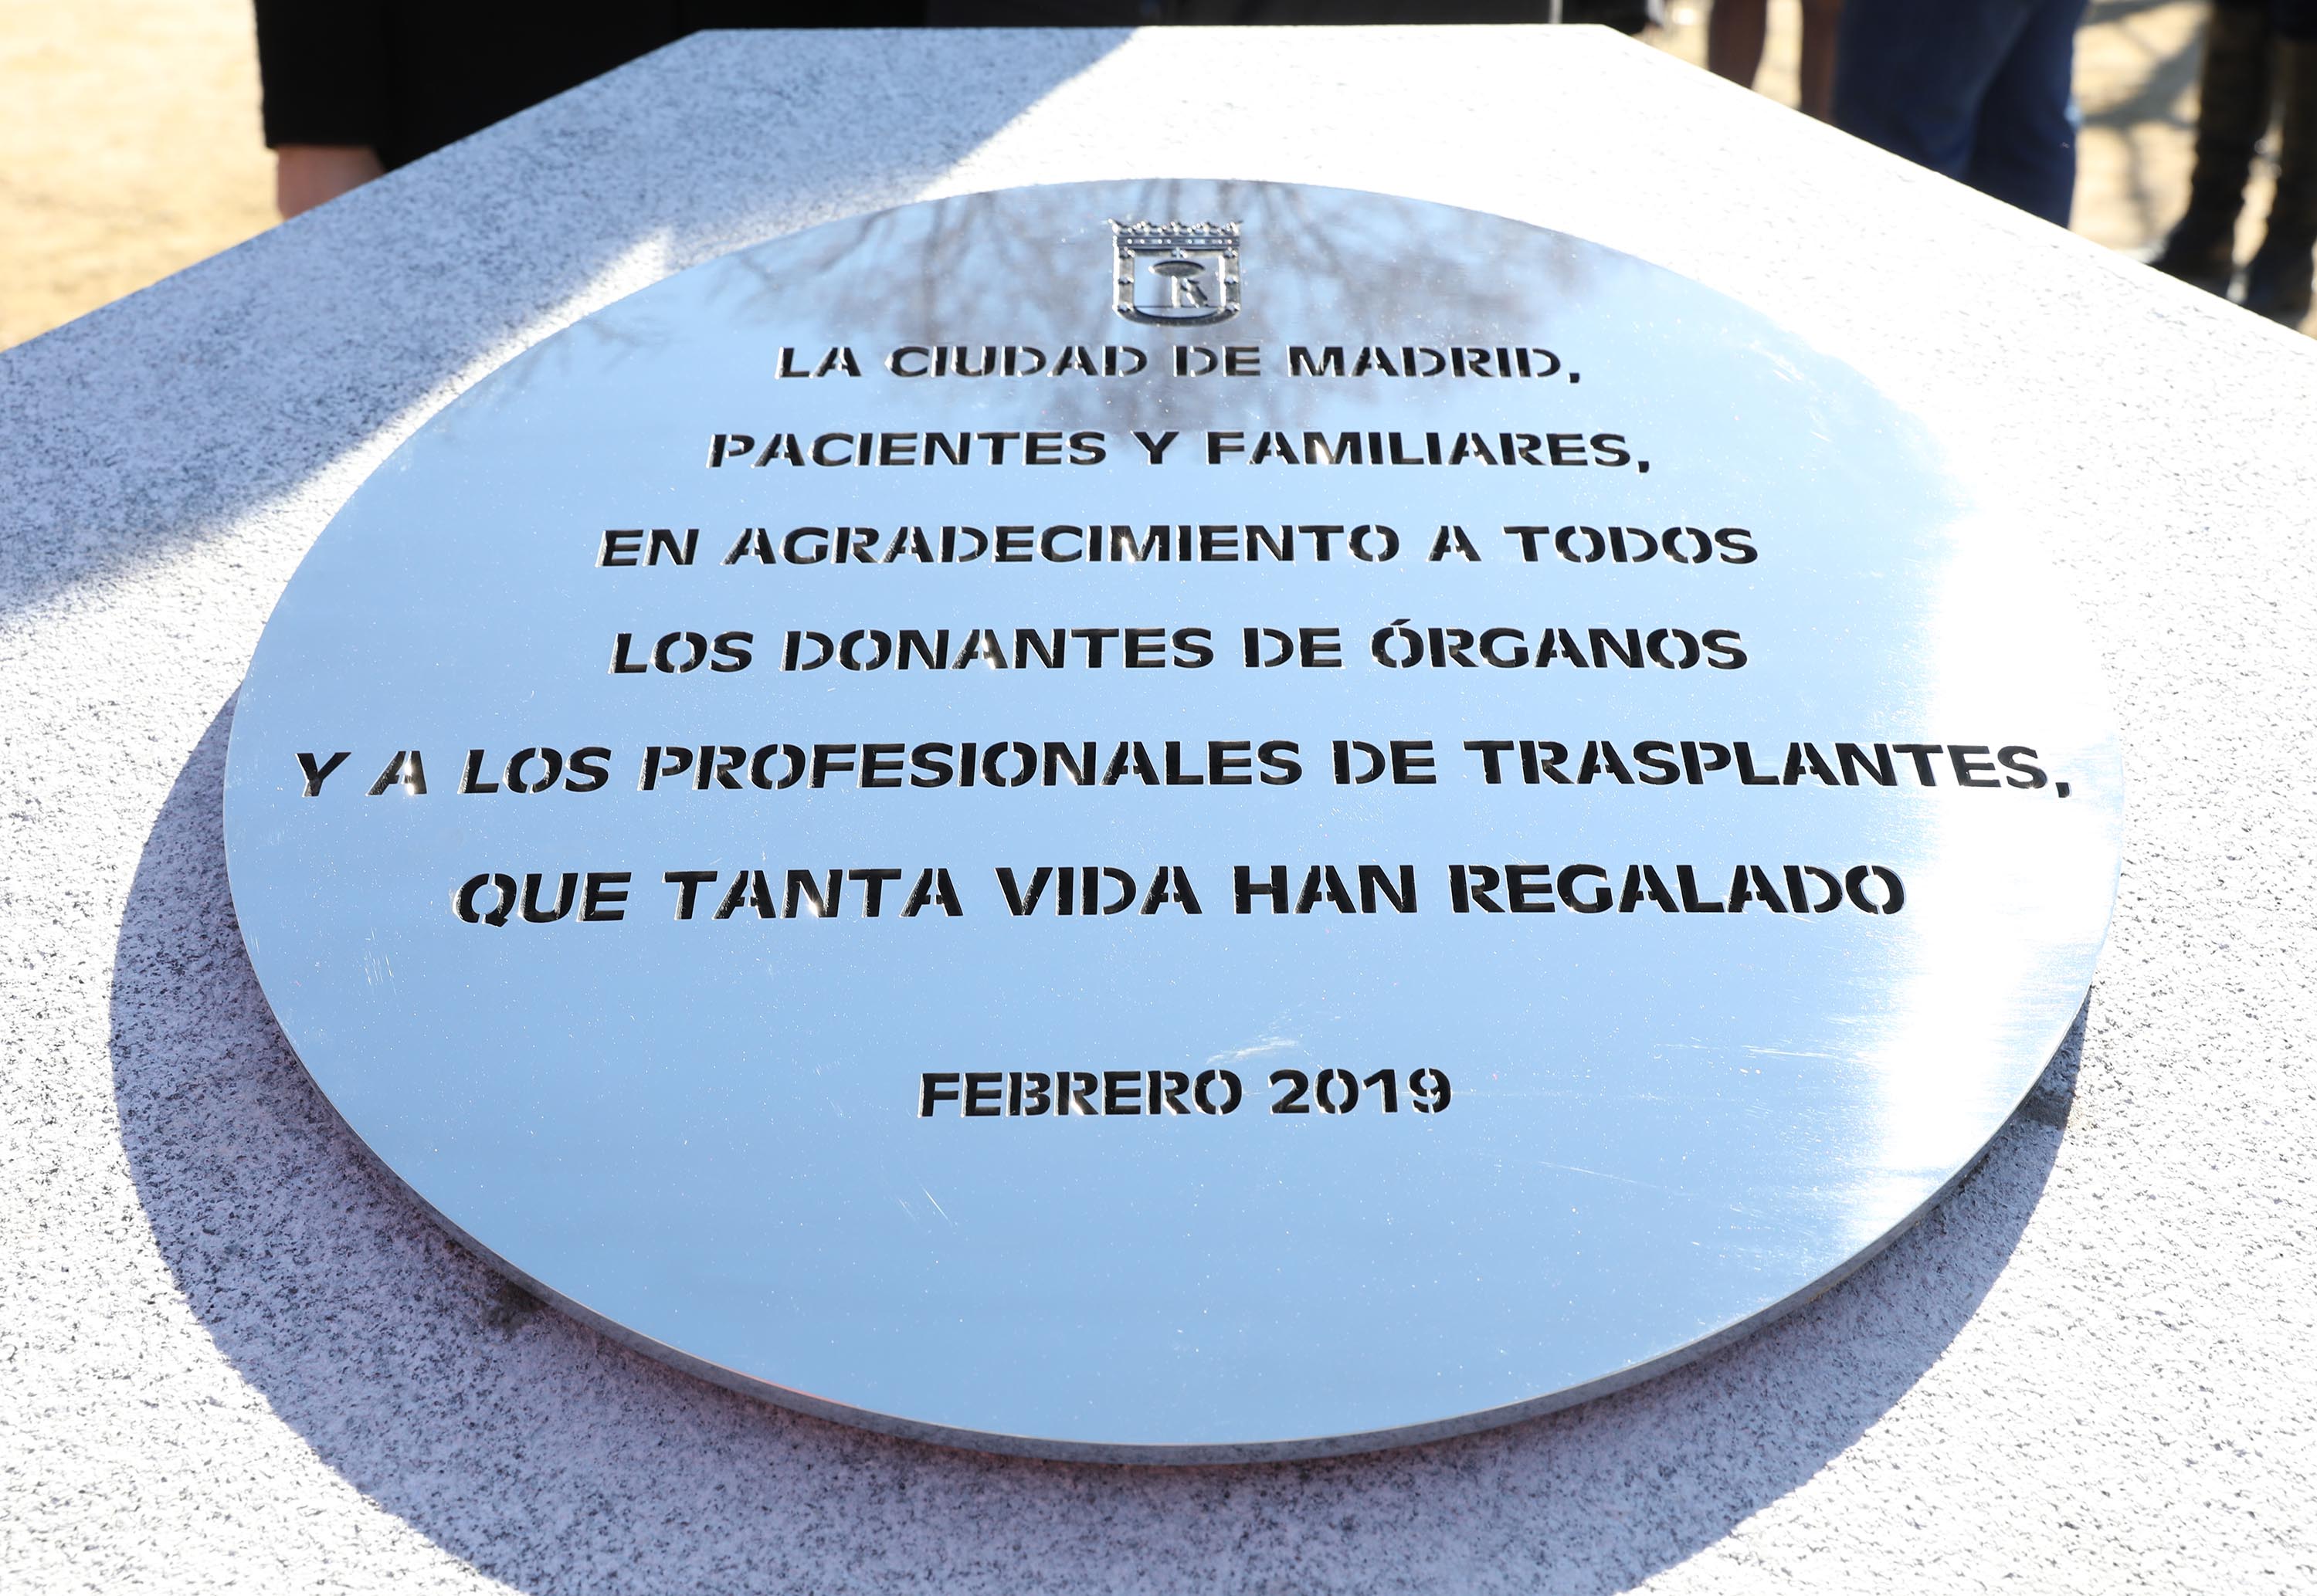 LA CIUDAD DE MADRID,
PACIENTES Y FAMILIARES,
EN AGRADECIMIENTO A TODOS
LOS DONANTES DE ÓRGANOS
Y A LOS PROFESIONALES DE TRASPLANTES,
QUE TANTA VIDA HAN REGALADO
FEBRERO 2019